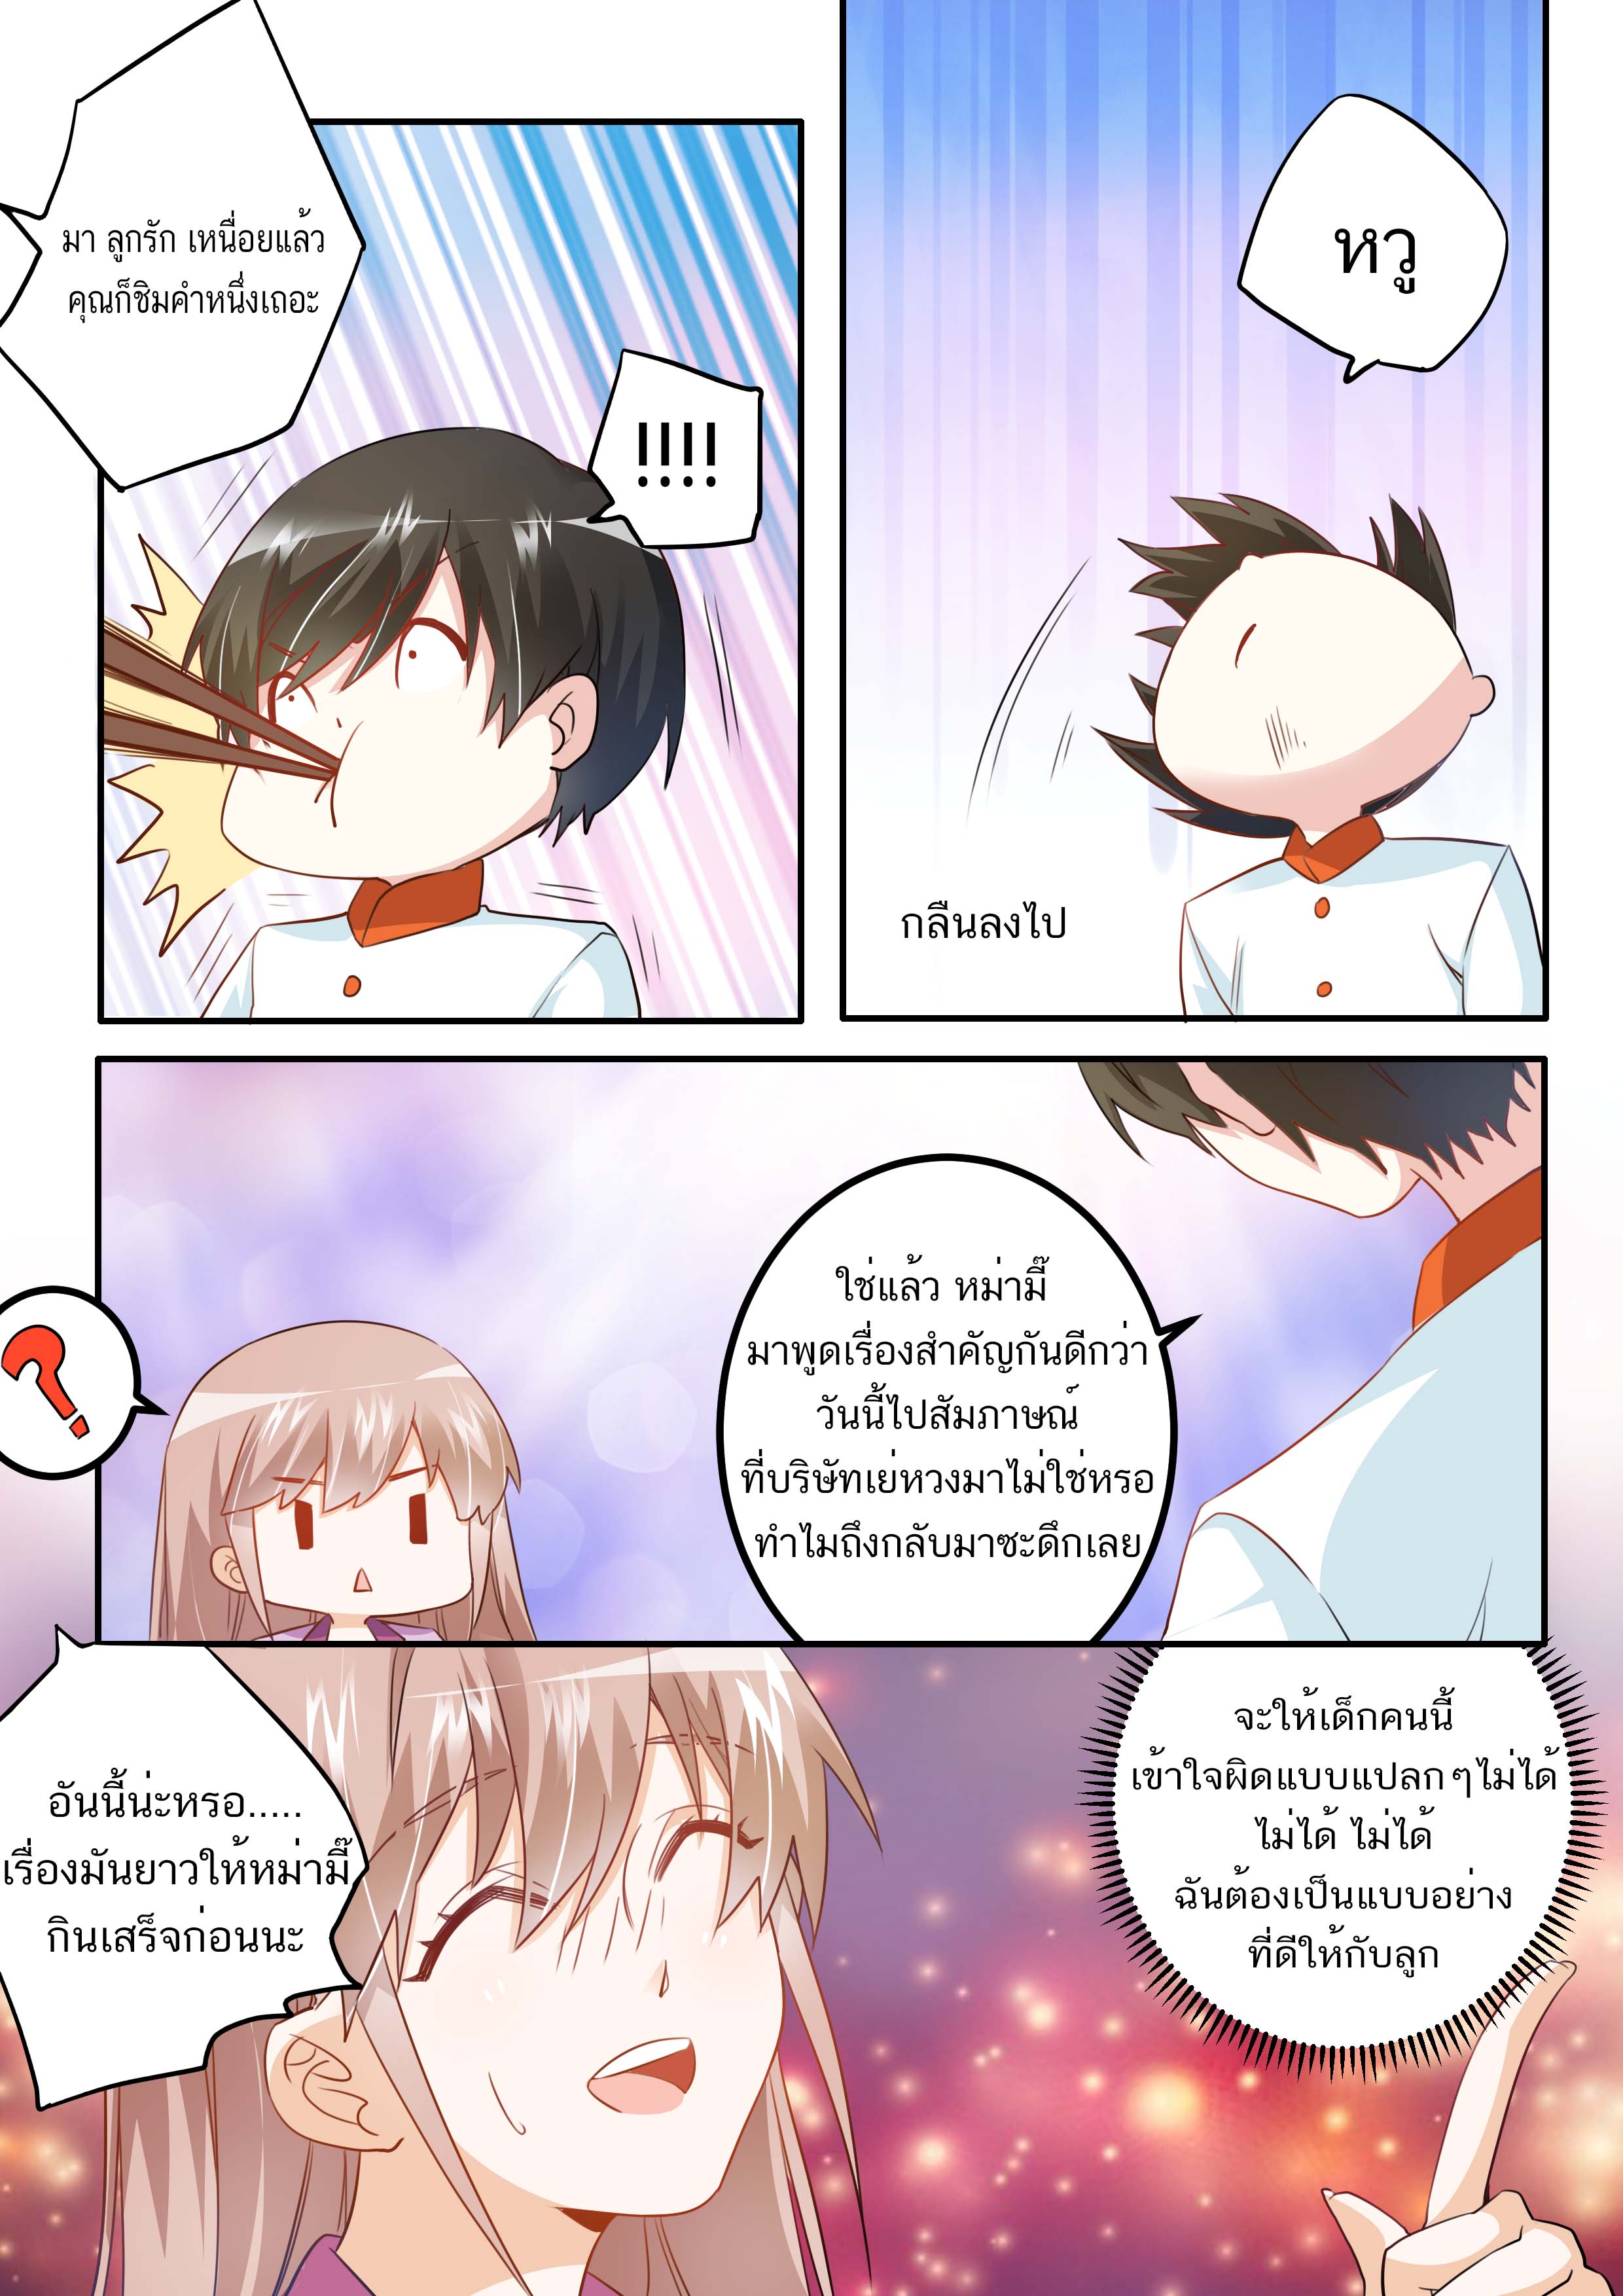 มา ลูกรัก เหนื่อยแล้ว
คุณก็ชิมคำหนึ่งเถอะ
!!!!
หวู
กลืนลงไป
?
ใช่แล้ว หม่ามี๊
มาพูดเรื่องสำคัญกันดีกว่า
วันนี้ไปสัมภาษณ์
ที่บริษัทเย่หวงมาไม่ใช่หรอ
ทำไมถึงกลับมาซะดึกเลย
อันนี้น่ะหรอ.....
เรื่องมันยาวให้หม่ามี๊
กินเสร็จก่อนนะ
จะให้เด็กคนนี้
เข้าใจผิดแบบแปลกๆไม่ได้
ไม่ได้ ไม่ได้
ฉันต้องเป็นแบบอย่าง
ที่ดีให้กับลูก